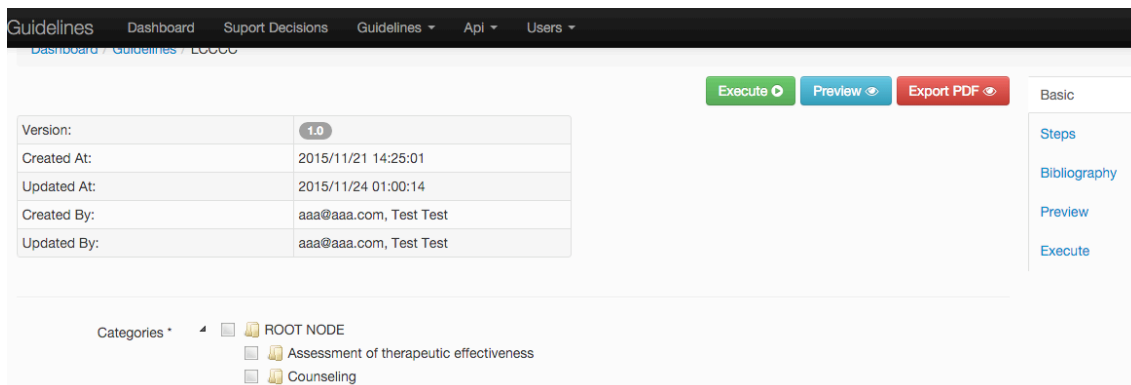 Guidelines Dashboard Suport Decisions Guidelines Api Users
Dashboard / Guidelines / LCCCC
Execute Preview Export PDF
Basic
Version: 1.0
Steps
Created At: 2015/11/21 14:25:01
Bibliography
Updated At: 2015/11/24 01:00:14
Preview
Created By: aaa@aaa.com, Test Test
Updated By: aaa@aaa.com, Test Test
Execute
Categories * ROOT NODE
Assessment of therapeutic effectiveness
Counseling